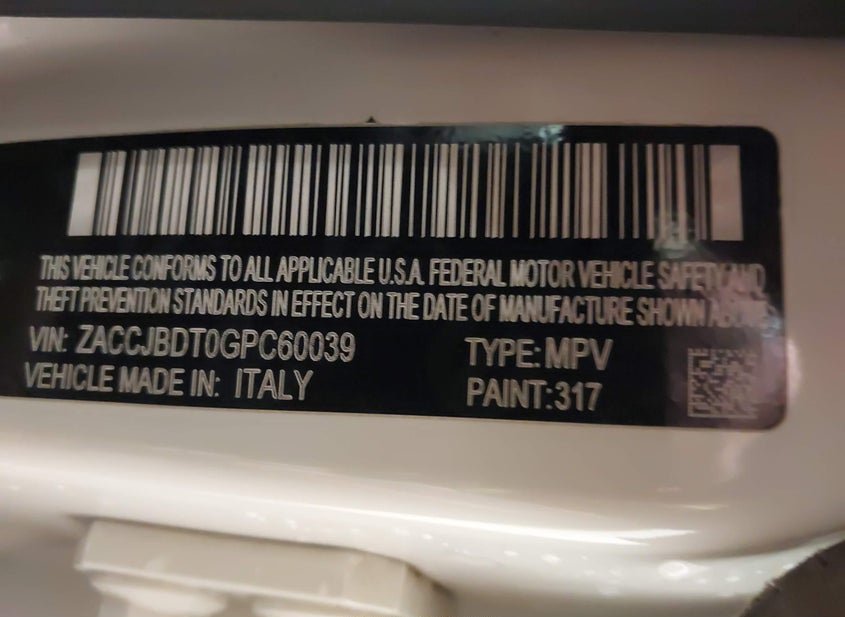 THIS VEHICLE CONFORMS TO ALL APPLICABLE U.S.A. FEDERAL MOTOR VEHICLE SAFETY AND
THEFT PREVENTION STANDARDS IN EFFECT ON THE DATE OF MANUFACTURE SHOWN ABOVE
VIN: ZACCJBDT0GPC60039 TYPE: MPV
VEHICLE MADE IN: ITALY PAINT:317